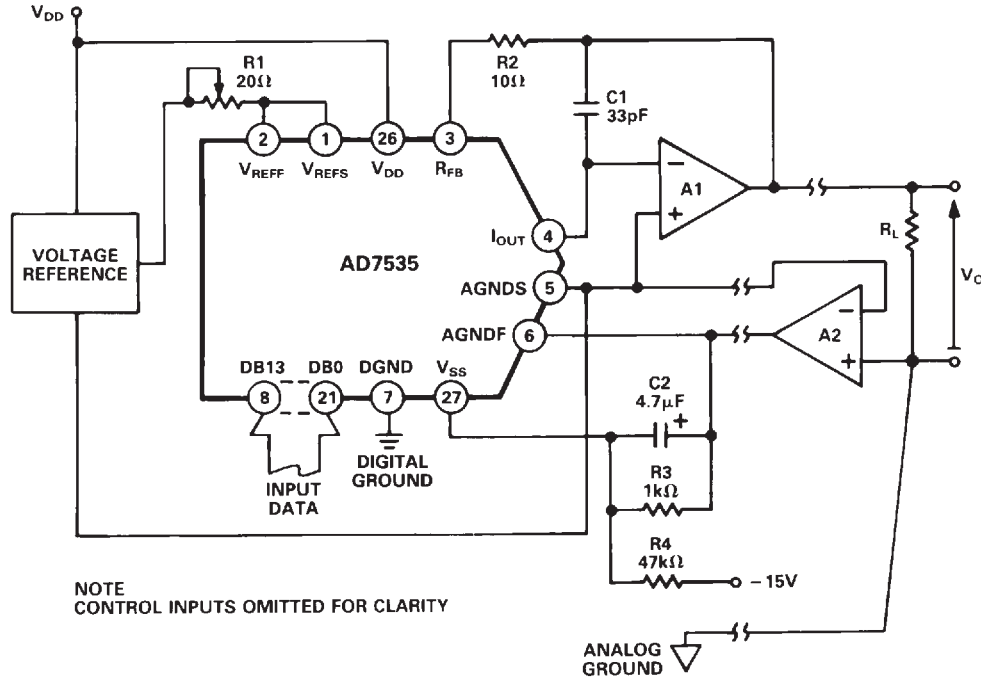 VDD
R1
20Ω
R2
10Ω
C1
33pF
2
1
26
3
VREFF
VREFS
VDD
RFB
A1
−
+
IOUT
4
RL
VOLTAGE
REFERENCE
AD7535
AGNDS
5
VO
AGNDF
6
A2
−
+
DB13
DB0
DGND
VSS
8
21
7
27
C2
4.7μF
+
DIGITAL
GROUND
INPUT
DATA
R3
1kΩ
R4
47kΩ
−15V
NOTE
CONTROL INPUTS OMITTED FOR CLARITY
ANALOG
GROUND